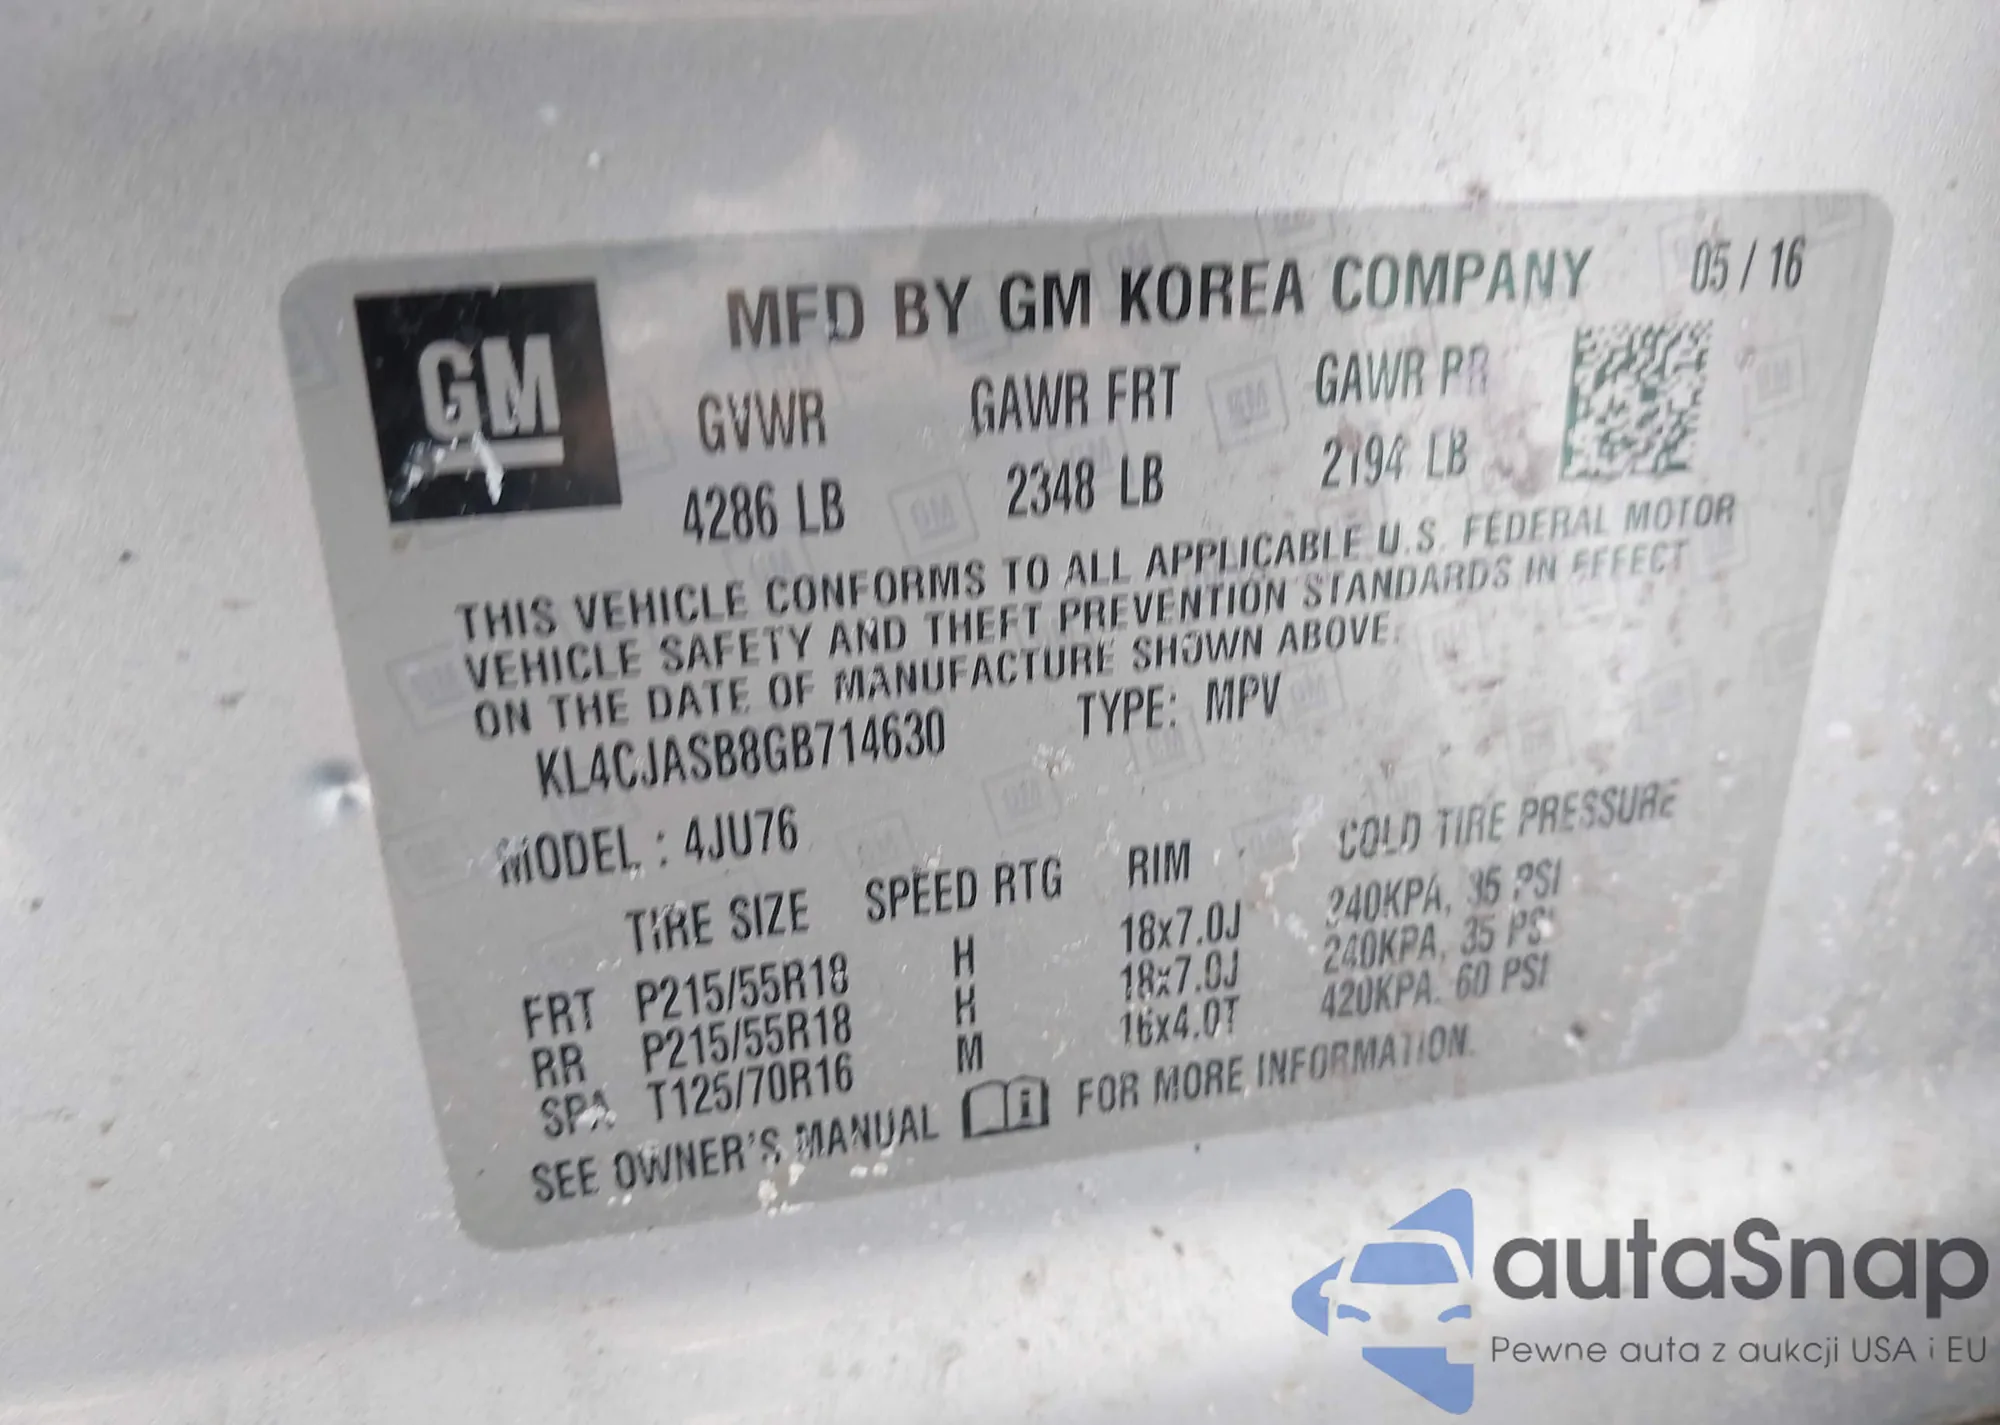 GM
MFD BY GM KOREA COMPANY 05 / 16
GVWR GAWR FRT GAWR RR
4286 LB 2348 LB 2194 LB
THIS VEHICLE CONFORMS TO ALL APPLICABLE U.S. FEDERAL MOTOR
VEHICLE SAFETY AND THEFT PREVENTION STANDARDS IN EFFECT
ON THE DATE OF MANUFACTURE SHOWN ABOVE.
KL4CJASB8GB714630 TYPE: MPV
MODEL : 4JU76
TIRE SIZE SPEED RTG RIM COLD TIRE PRESSURE
FRT P215/55R18 H 18x7.0J 240KPA, 35 PSI
RR P215/55R18 H 18x7.0J 240KPA, 35 PSI
SPA T125/70R16 M 16x4.0T 420KPA. 60 PSI
SEE OWNER'S MANUAL FOR MORE INFORMATION.
autaSnap
Pewne auta z aukcji USA i EU